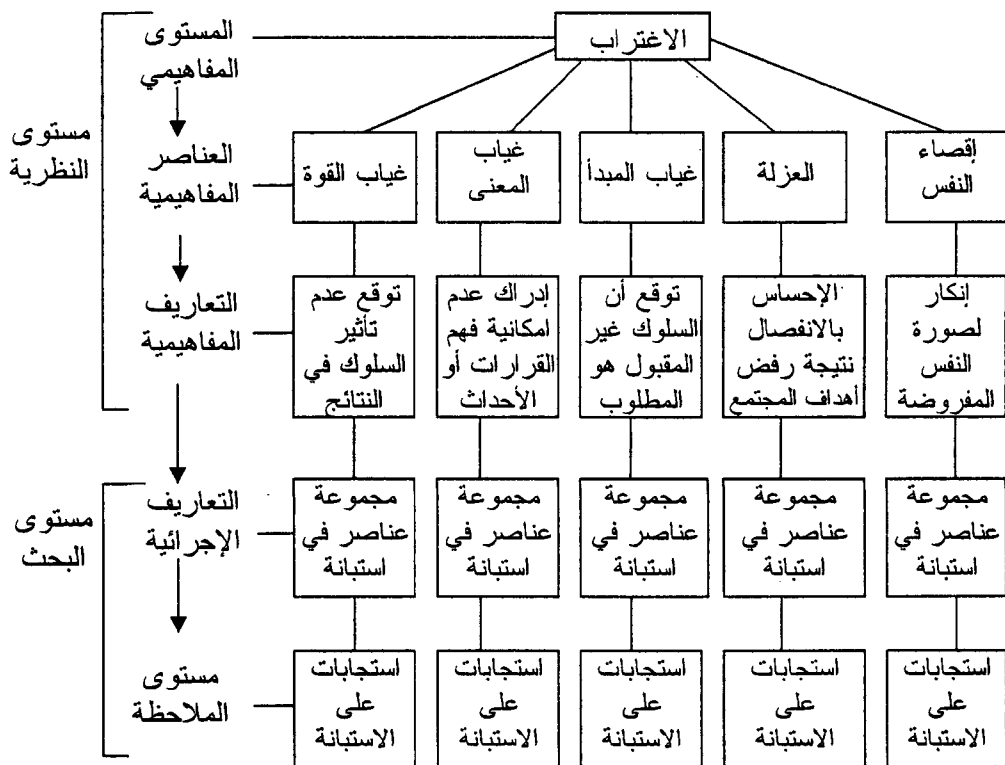 مستوى
النظرية
المستوى
المفاهيمي
الاغتراب
العناصر
المفاهيمية
إقصاء
النفس
العزلة
غياب المبدأ
غياب
المعنى
غياب القوة
التعاريف
المفاهيمية
إنكار
لصورة
النفس
المفروضة
الإحساس
بالانفصال
نتيجة رفض
أهداف المجتمع
توقع أن
السلوك غير
المقبول هو
المطلوب
إدراك عدم
امكانية فهم
القرارات أو
الأحداث
توقع عدم
تأثير
السلوك في
النتائج
مستوى
البحث
التعاريف
الإجرائية
مجموعة
عناصر في
استبانة
مجموعة
عناصر في
استبانة
مجموعة
عناصر في
استبانة
مجموعة
عناصر في
استبانة
مجموعة
عناصر في
استبانة
مستوى
الملاحظة
استجابات
على
الاستبانة
استجابات
على
الاستبانة
استجابات
على
الاستبانة
استجابات
على
الاستبانة
استجابات
على
الاستبانة